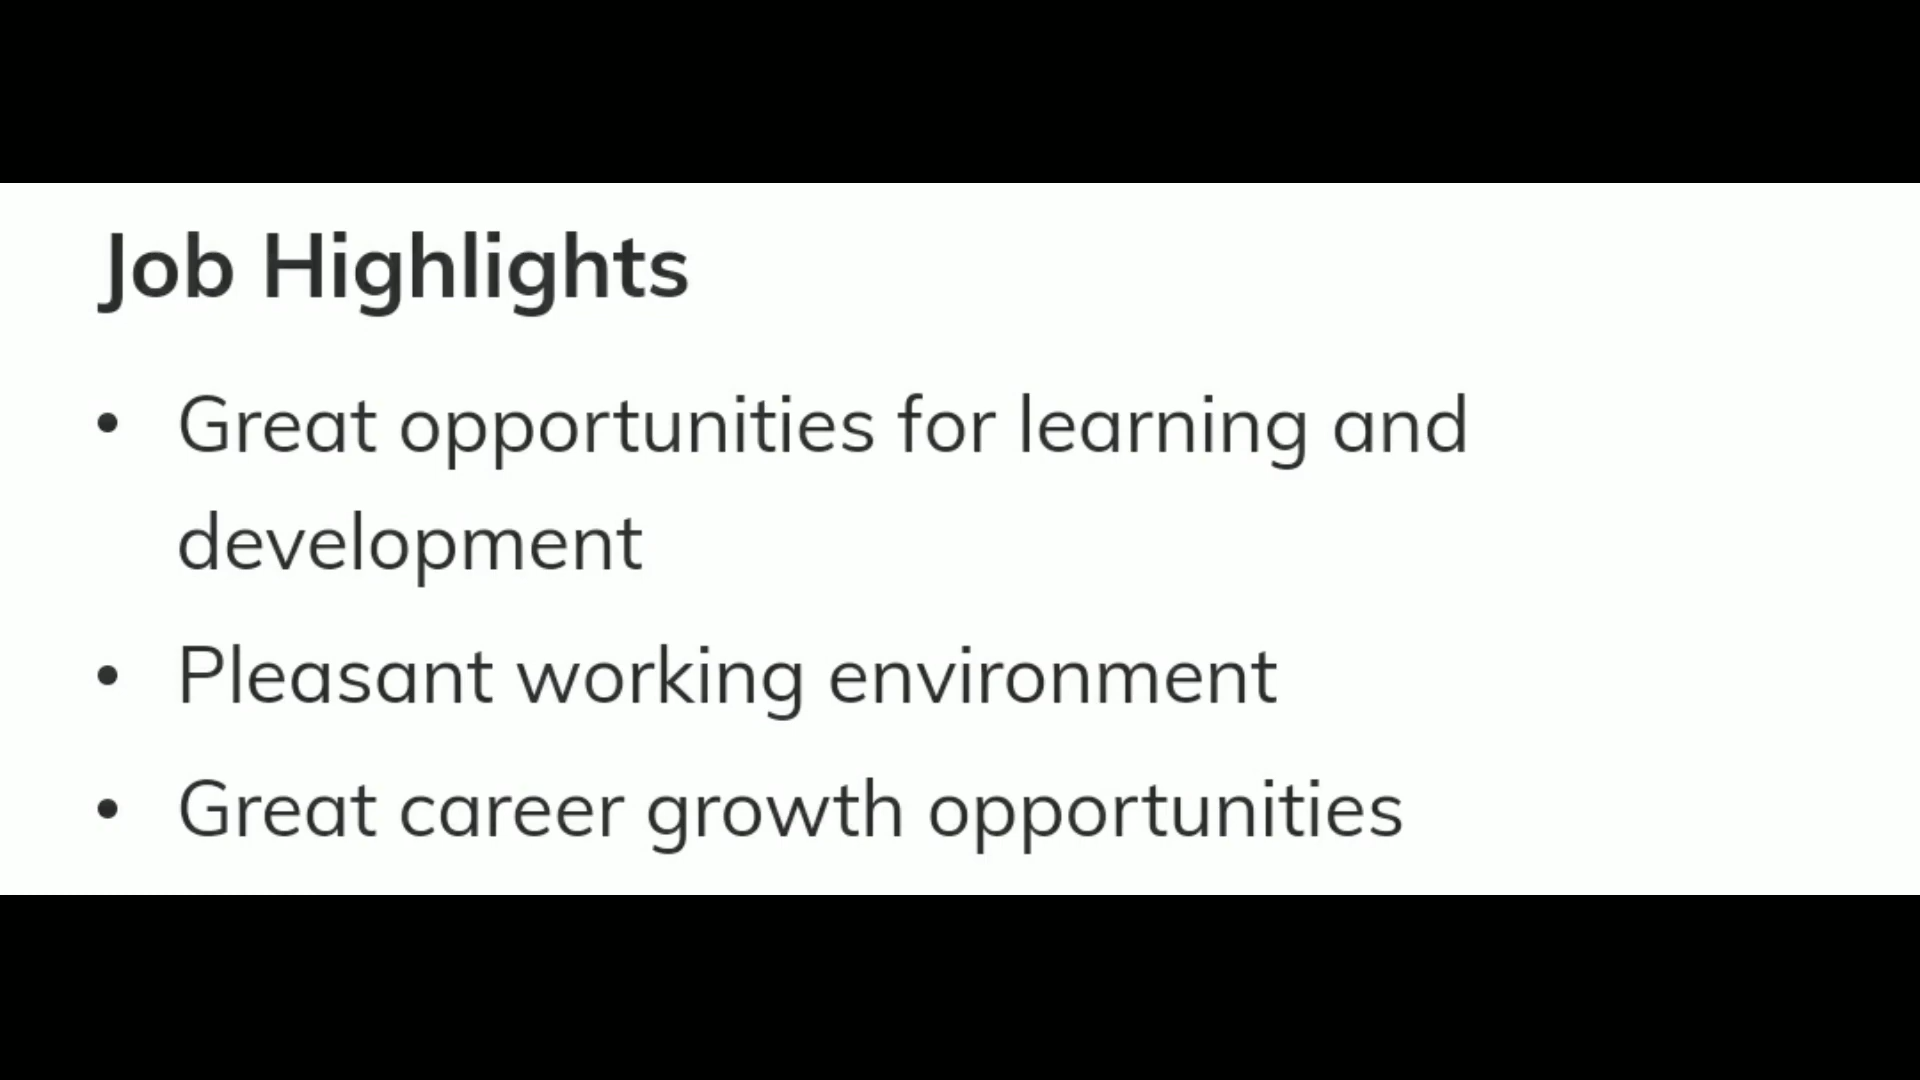 Job Highlights
• Great opportunities for learning and
development
• Pleasant working environment
• Great career growth opportunities